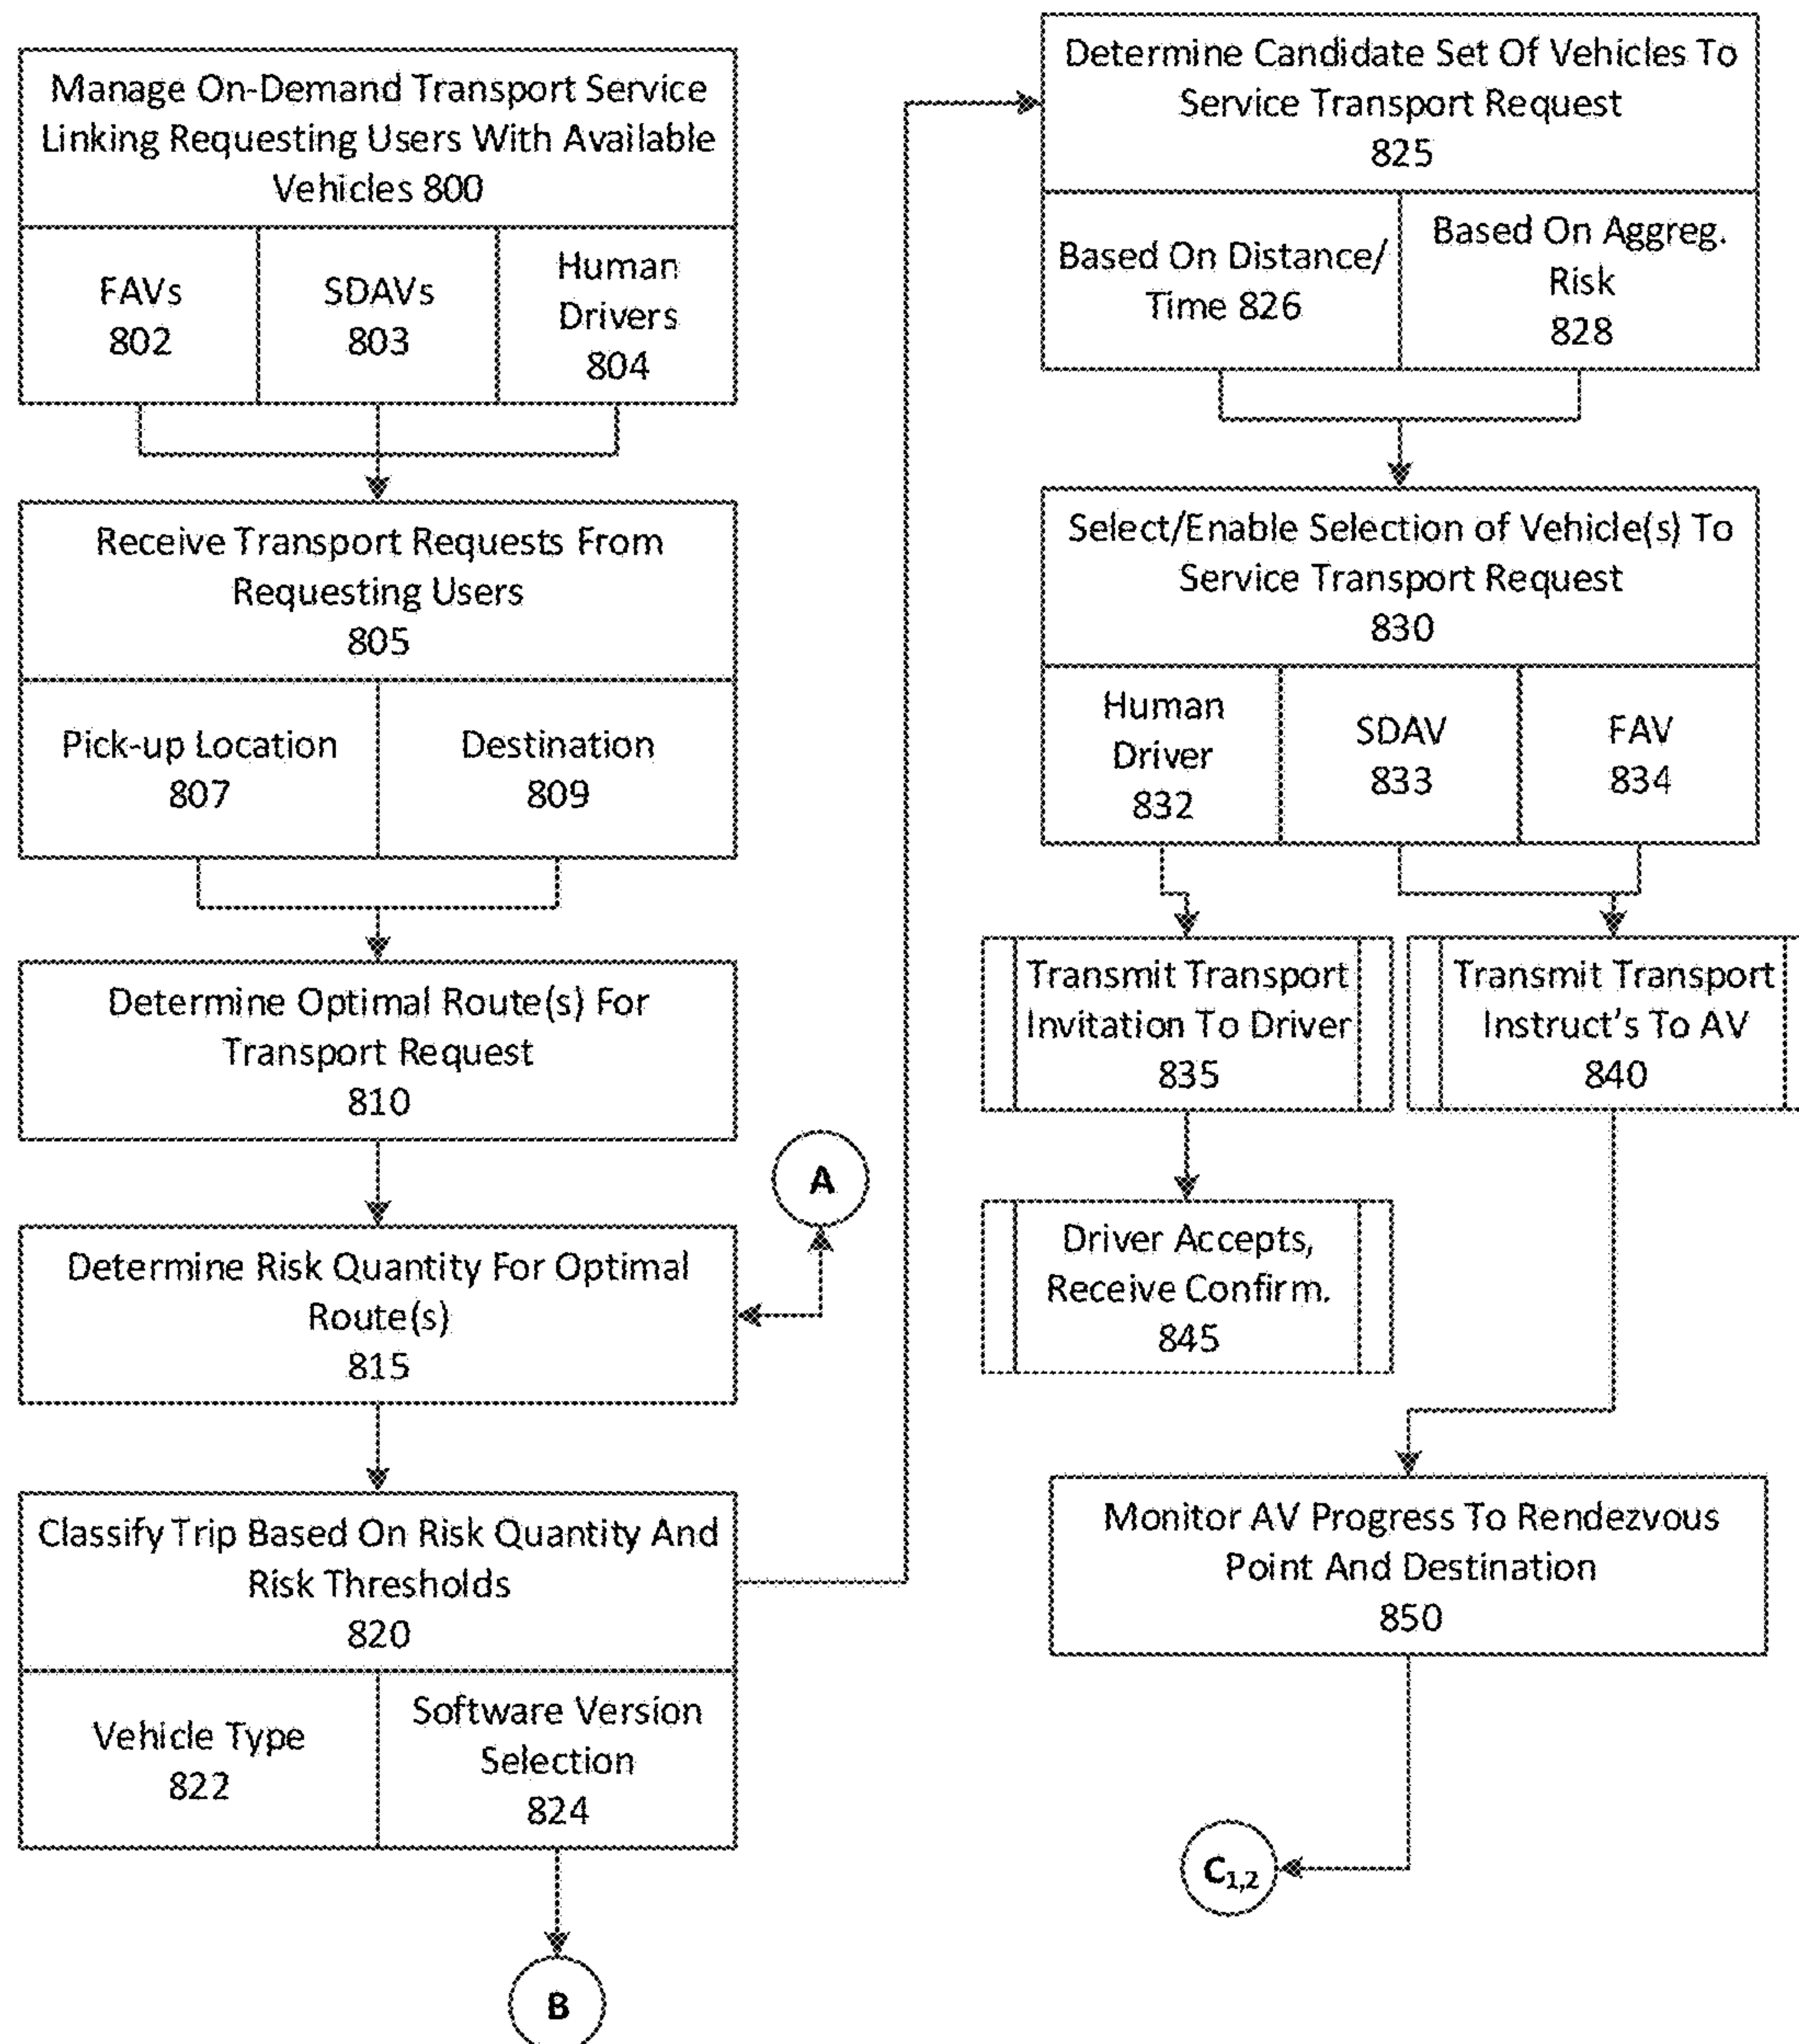 Manage On-Demand Transport Service
Linking Requesting Users With Available
Vehicles 800
FAVs
802
SDAVs
803
Human
Drivers
804
Receive Transport Requests From
Requesting Users
805
Pick-up Location
807
Destination
809
Determine Optimal Route(s) For
Transport Request
810
A
Determine Risk Quantity For Optimal
Route(s)
815
Classify Trip Based On Risk Quantity And
Risk Thresholds
820
Vehicle Type
822
Software Version
Selection
824
B
Determine Candidate Set Of Vehicles To
Service Transport Request
825
Based On Distance/
Time 826
Based On Aggreg.
Risk
828
Select/Enable Selection of Vehicle(s) To
Service Transport Request
830
Human
Driver
832
SDAV
833
FAV
834
Transmit Transport
Invitation To Driver
835
Transmit Transport
Instruct's To AV
840
Driver Accepts,
Receive Confirm.
845
Monitor AV Progress To Rendezvous
Point And Destination
850
C1,2